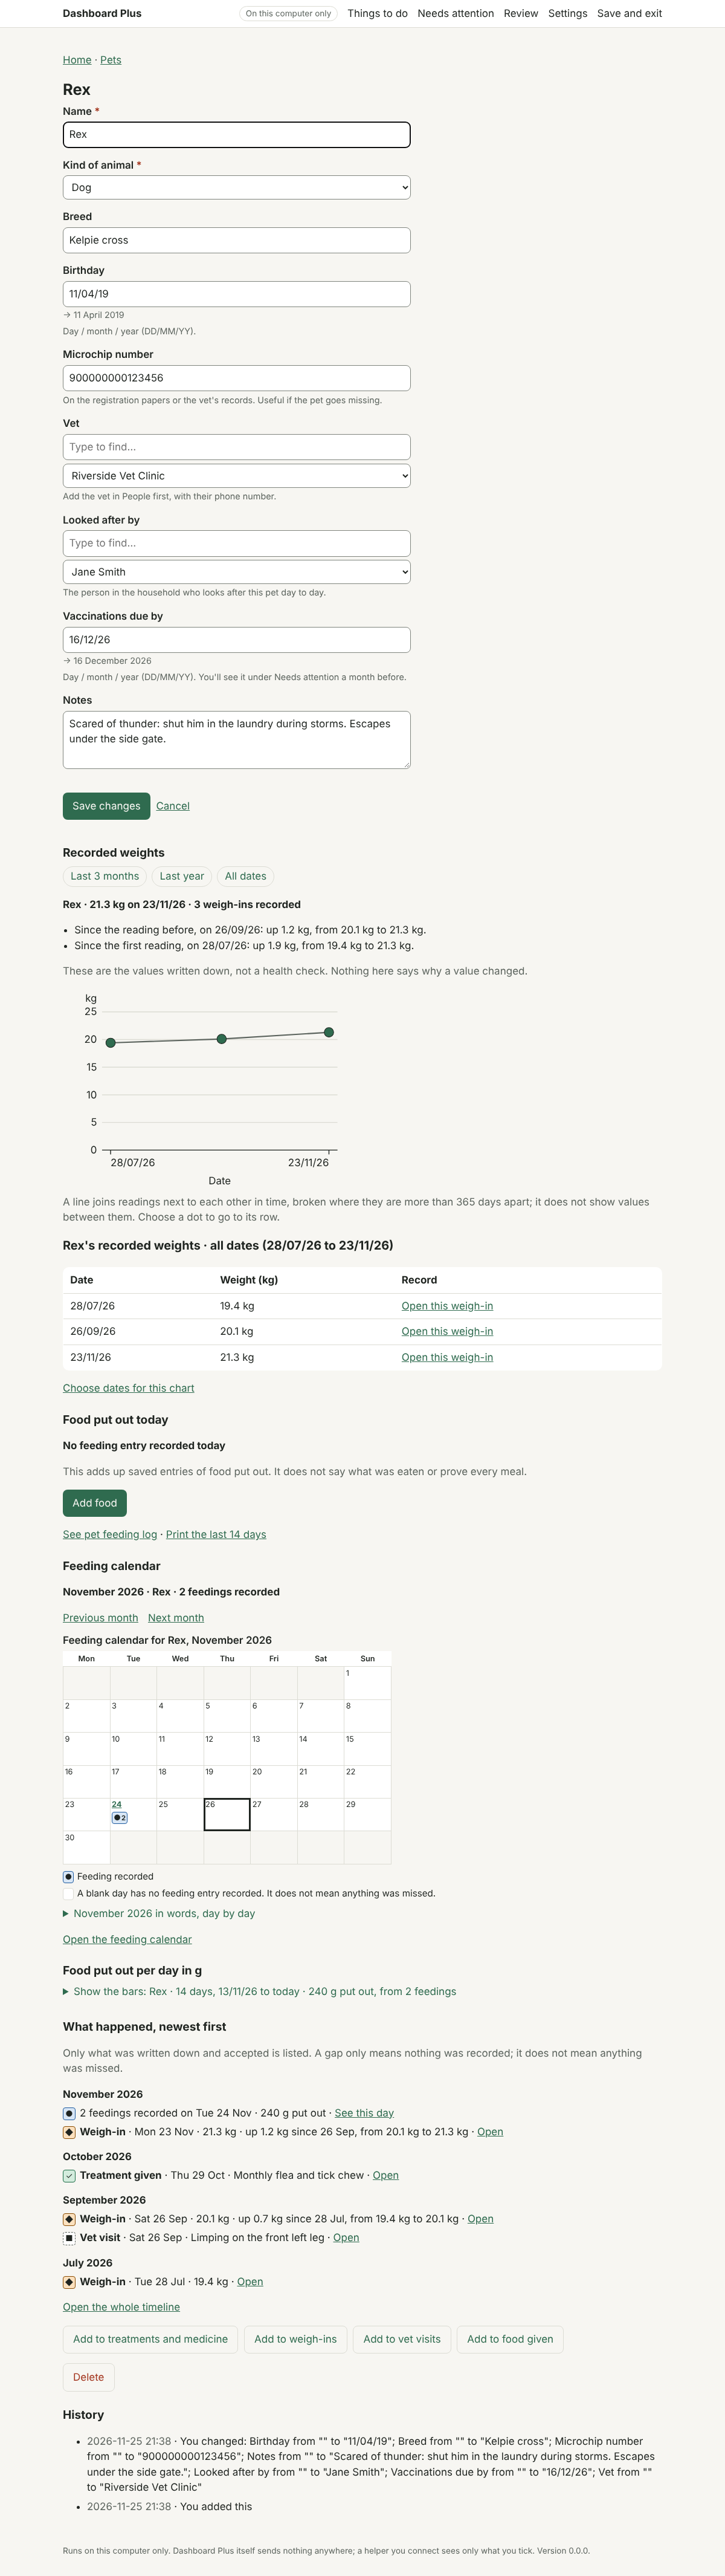 Dashboard Plus
On this computer only
Things to do
Needs attention
Review
Settings
Save and exit
Home · Pets
Rex
Name *
Rex
Kind of animal *
Dog
Breed
Kelpie cross
Birthday
11/04/19
→ 11 April 2019
Day / month / year (DD/MM/YY).
Microchip number
900000000123456
On the registration papers or the vet's records. Useful if the pet goes missing.
Vet
Type to find...
Riverside Vet Clinic
Add the vet in People first, with their phone number.
Looked after by
Type to find...
Jane Smith
The person in the household who looks after this pet day to day.
Vaccinations due by
16/12/26
→ 16 December 2026
Day / month / year (DD/MM/YY). You'll see it under Needs attention a month before.
Notes
Scared of thunder: shut him in the laundry during storms. Escapes
under the side gate.
Save changes
Cancel
Recorded weights
Last 3 months
Last year
All dates
Rex · 21.3 kg on 23/11/26 · 3 weigh-ins recorded
• Since the reading before, on 26/09/26: up 1.2 kg, from 20.1 kg to 21.3 kg.
• Since the first reading, on 28/07/26: up 1.9 kg, from 19.4 kg to 21.3 kg.
These are the values written down, not a health check. Nothing here says why a value changed.
kg
25
20
15
10
5
0
28/07/26
23/11/26
Date
A line joins readings next to each other in time, broken where they are more than 365 days apart; it does not show values
between them. Choose a dot to go to its row.
Rex's recorded weights · all dates (28/07/26 to 23/11/26)
Date Weight (kg) Record
28/07/26 19.4 kg Open this weigh-in
26/09/26 20.1 kg Open this weigh-in
23/11/26 21.3 kg Open this weigh-in
Choose dates for this chart
Food put out today
No feeding entry recorded today
This adds up saved entries of food put out. It does not say what was eaten or prove every meal.
Add food
See pet feeding log · Print the last 14 days
Feeding calendar
November 2026 · Rex · 2 feedings recorded
Previous month Next month
Feeding calendar for Rex, November 2026
Mon Tue Wed Thu Fri Sat Sun
1
2 3 4 5 6 7 8
9 10 11 12 13 14 15
16 17 18 19 20 21 22
23 24 25 26 27 28 29
2
30
Feeding recorded
A blank day has no feeding entry recorded. It does not mean anything was missed.
November 2026 in words, day by day
Open the feeding calendar
Food put out per day in g
Show the bars: Rex · 14 days, 13/11/26 to today · 240 g put out, from 2 feedings
What happened, newest first
Only what was written down and accepted is listed. A gap only means nothing was recorded; it does not mean anything
was missed.
November 2026
2 feedings recorded on Tue 24 Nov · 240 g put out · See this day
Weigh-in · Mon 23 Nov · 21.3 kg · up 1.2 kg since 26 Sep, from 20.1 kg to 21.3 kg · Open
October 2026
Treatment given · Thu 29 Oct · Monthly flea and tick chew · Open
September 2026
Weigh-in · Sat 26 Sep · 20.1 kg · up 0.7 kg since 28 Jul, from 19.4 kg to 20.1 kg · Open
Vet visit · Sat 26 Sep · Limping on the front left leg · Open
July 2026
Weigh-in · Tue 28 Jul · 19.4 kg · Open
Open the whole timeline
Add to treatments and medicine
Add to weigh-ins
Add to vet visits
Add to food given
Delete
History
• 2026-11-25 21:38 · You changed: Birthday from "" to "11/04/19"; Breed from "" to "Kelpie cross"; Microchip number
from "" to "900000000123456"; Notes from "" to "Scared of thunder: shut him in the laundry during storms. Escapes
under the side gate."; Looked after by from "" to "Jane Smith"; Vaccinations due by from "" to "16/12/26"; Vet from ""
to "Riverside Vet Clinic"
• 2026-11-25 21:38 · You added this
Runs on this computer only. Dashboard Plus itself sends nothing anywhere; a helper you connect sees only what you tick. Version 0.0.0.